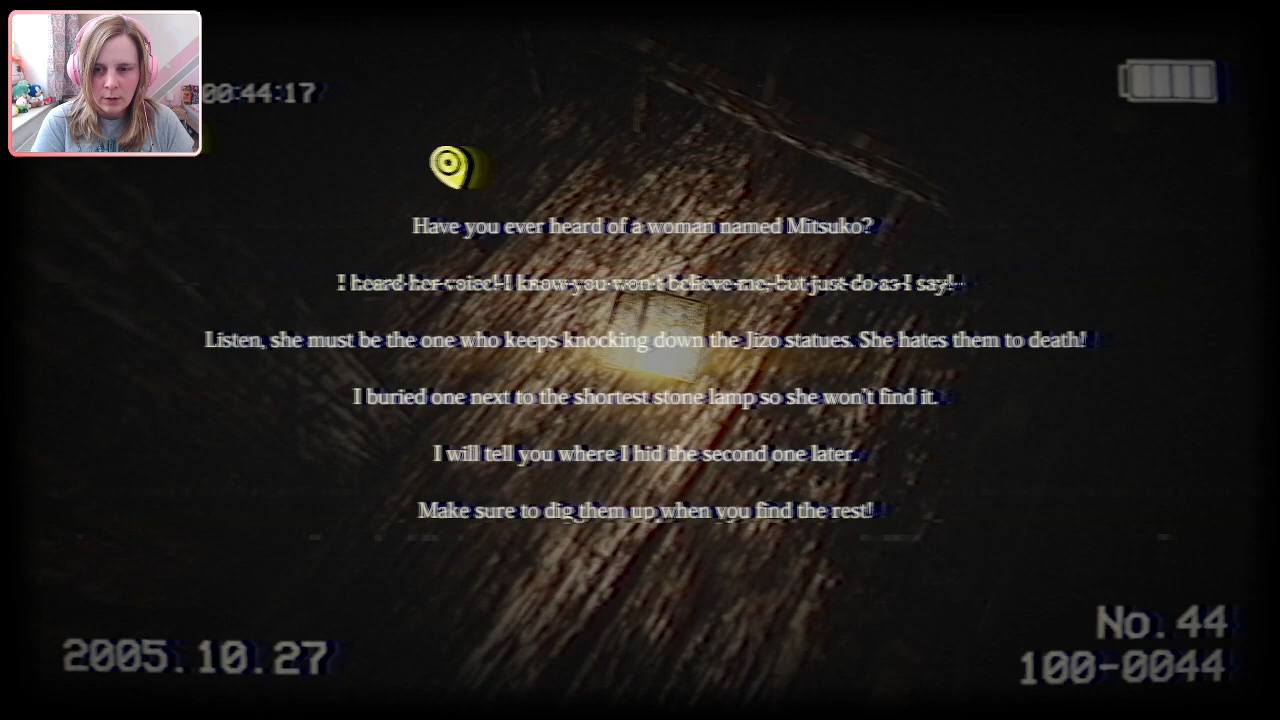 00:44:17
Have you ever heard of a woman named Mitsuko?
I heard her voice! I know you won't believe me, but just do as I say!
Listen, she must be the one who keeps knocking down the Jizo statues. She hates them to death!
I buried one next to the shortest stone lamp so she won't find it.
I will tell you where I hid the second one later.
Make sure to dig them up when you find the rest!
No.44
2005.10.27
100-0044